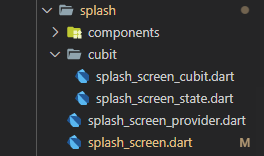 splash
components
cubit
splash_screen_cubit.dart
splash_screen_state.dart
splash_screen_provider.dart
splash_screen.dart M